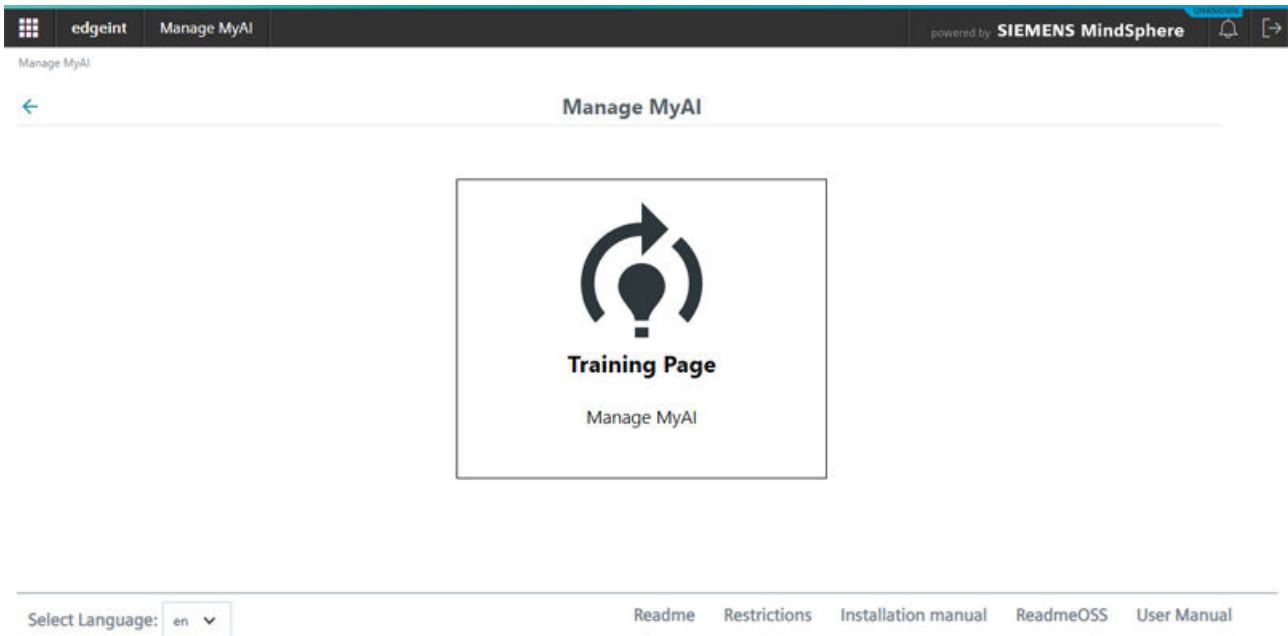 UNKNOWN
edgeint Manage MyAI powered by SIEMENS MindSphere
Manage MyAI
Manage MyAI
Training Page
Manage MyAI
Select Language: en Readme Restrictions Installation manual ReadmeOSS User Manual